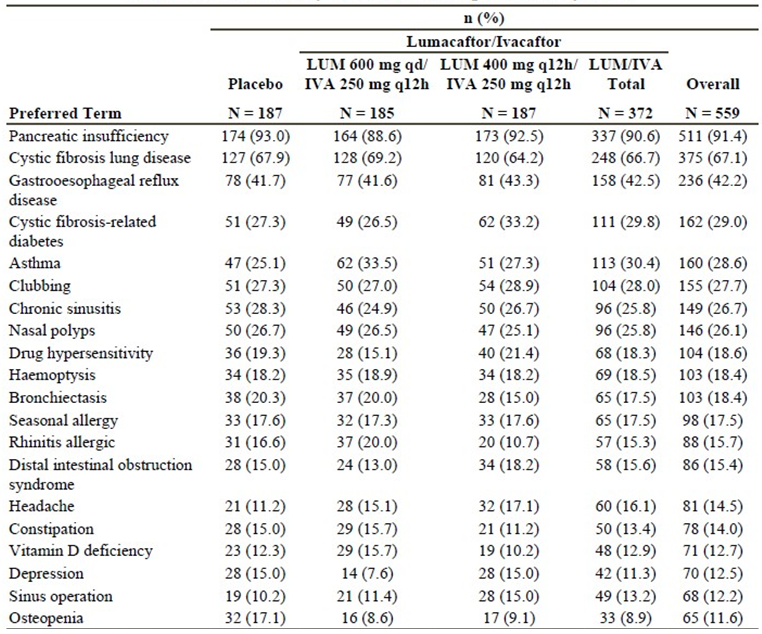 n (%)
Lumacaftor/Ivacaftor
LUM 600 mg qd/ LUM 400 mg q12h/ LUM/IVA
Placebo IVA 250 mg q12h IVA 250 mg q12h Total Overall
Preferred Term N = 187 N = 185 N = 187 N = 372 N = 559
Pancreatic insufficiency 174 (93.0) 164 (88.6) 173 (92.5) 337 (90.6) 511 (91.4)
Cystic fibrosis lung disease 127 (67.9) 128 (69.2) 120 (64.2) 248 (66.7) 375 (67.1)
Gastrooesophageal reflux 78 (41.7) 77 (41.6) 81 (43.3) 158 (42.5) 236 (42.2)
disease
Cystic fibrosis-related 51 (27.3) 49 (26.5) 62 (33.2) 111 (29.8) 162 (29.0)
diabetes
Asthma 47 (25.1) 62 (33.5) 51 (27.3) 113 (30.4) 160 (28.6)
Clubbing 51 (27.3) 50 (27.0) 54 (28.9) 104 (28.0) 155 (27.7)
Chronic sinusitis 53 (28.3) 46 (24.9) 50 (26.7) 96 (25.8) 149 (26.7)
Nasal polyps 50 (26.7) 49 (26.5) 47 (25.1) 96 (25.8) 146 (26.1)
Drug hypersensitivity 36 (19.3) 28 (15.1) 40 (21.4) 68 (18.3) 104 (18.6)
Haemoptysis 34 (18.2) 35 (18.9) 34 (18.2) 69 (18.5) 103 (18.4)
Bronchiectasis 38 (20.3) 37 (20.0) 28 (15.0) 65 (17.5) 103 (18.4)
Seasonal allergy 33 (17.6) 32 (17.3) 33 (17.6) 65 (17.5) 98 (17.5)
Rhinitis allergic 31 (16.6) 37 (20.0) 20 (10.7) 57 (15.3) 88 (15.7)
Distal intestinal obstruction 28 (15.0) 24 (13.0) 34 (18.2) 58 (15.6) 86 (15.4)
syndrome
Headache 21 (11.2) 28 (15.1) 32 (17.1) 60 (16.1) 81 (14.5)
Constipation 28 (15.0) 29 (15.7) 21 (11.2) 50 (13.4) 78 (14.0)
Vitamin D deficiency 23 (12.3) 29 (15.7) 19 (10.2) 48 (12.9) 71 (12.7)
Depression 28 (15.0) 14 (7.6) 28 (15.0) 42 (11.3) 70 (12.5)
Sinus operation 19 (10.2) 21 (11.4) 28 (15.0) 49 (13.2) 68 (12.2)
Osteopenia 32 (17.1) 16 (8.6) 17 (9.1) 33 (8.9) 65 (11.6)